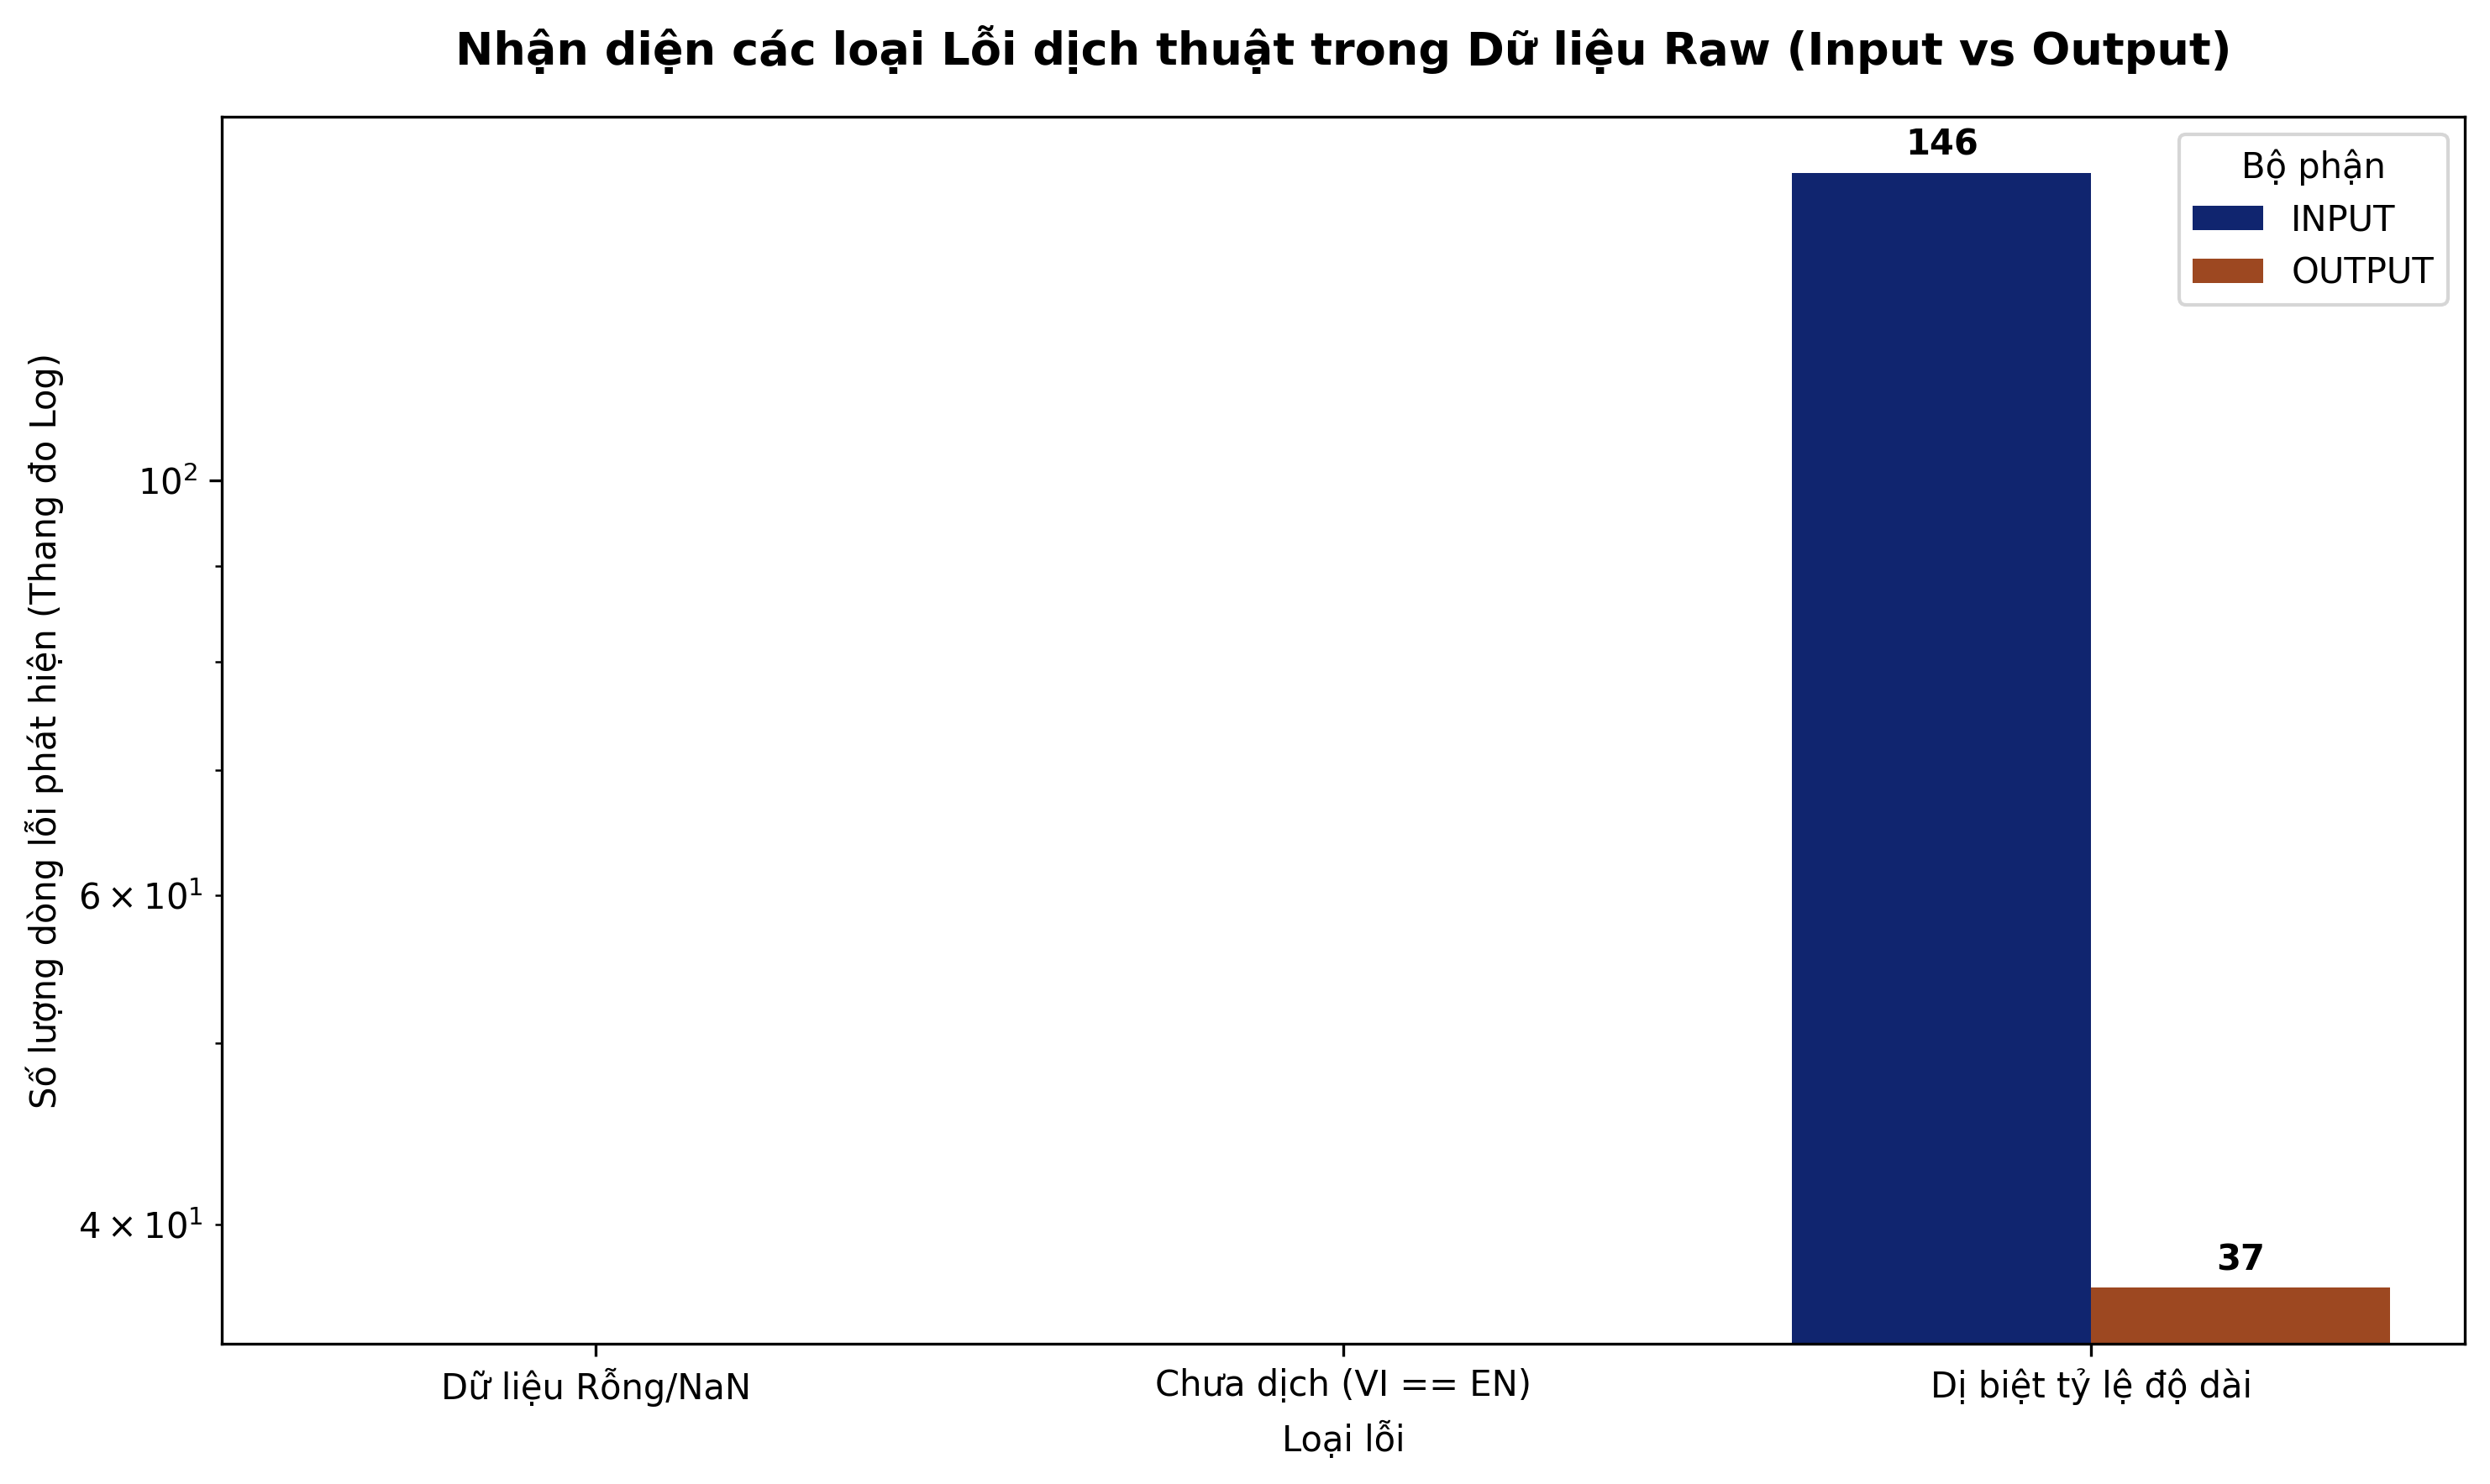 Nhận diện các loại Lỗi dịch thuật trong Dữ liệu Raw (Input vs Output)
Số lượng dòng lỗi phát hiện (Thang đo Log)
10²
6 × 10¹
4 × 10¹
146
37
Bộ phận
INPUT
OUTPUT
Dữ liệu Rỗng/NaN
Chưa dịch (VI == EN)
Dị biệt tỷ lệ độ dài
Loại lỗi